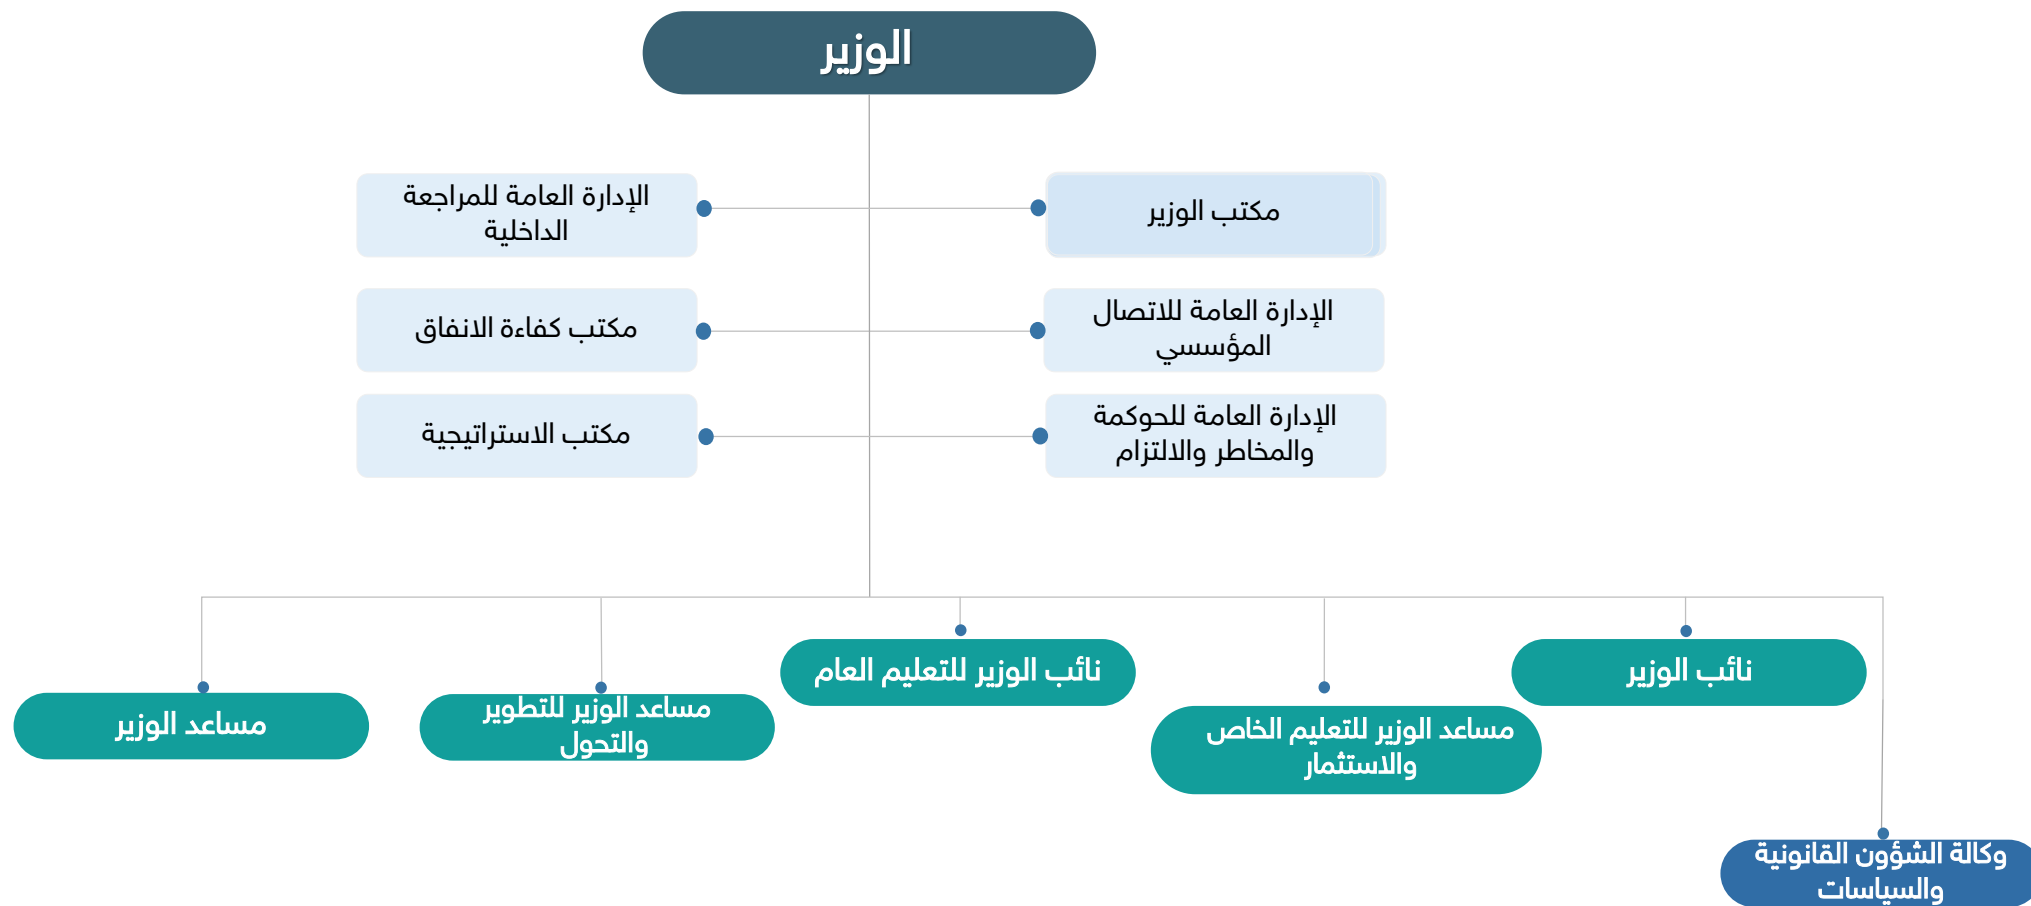 الوزير
مكتب الوزير
الإدارة العامة للمراجعة
الداخلية
الإدارة العامة للاتصال
المؤسسي
مكتب كفاءة الانفاق
الإدارة العامة للحوكمة
والمخاطر والالتزام
مكتب الاستراتيجية
نائب الوزير
مساعد الوزير للتعليم الخاص
والاستثمار
نائب الوزير للتعليم العام
مساعد الوزير للتطوير
والتحول
مساعد الوزير
وكالة الشؤون القانونية
والسياسات